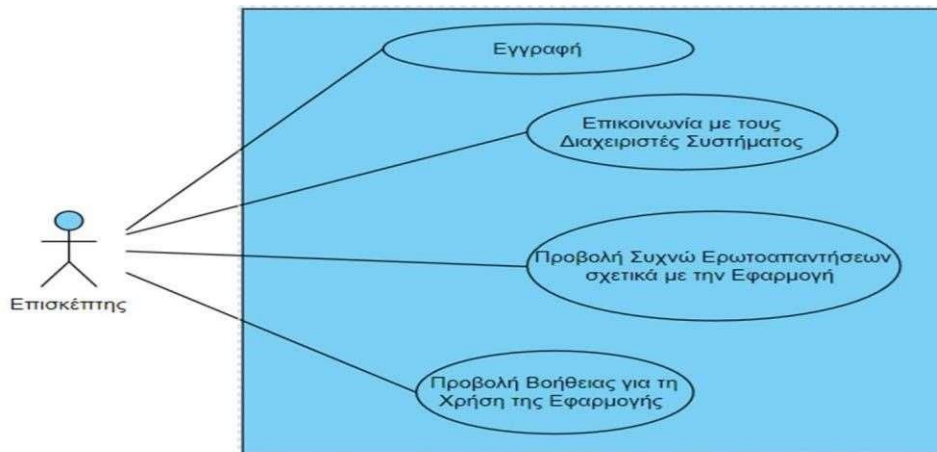 Εγγραφή
Επικοινωνία με τους
Διαχειριστές Συστήματος
Προβολή Συχνώ Ερωτοαπαντήσεων
σχετικά με την Εφαρμογή
Επισκέπτης
Προβολή Βοήθειας για τη
Χρήση της Εφαρμογής